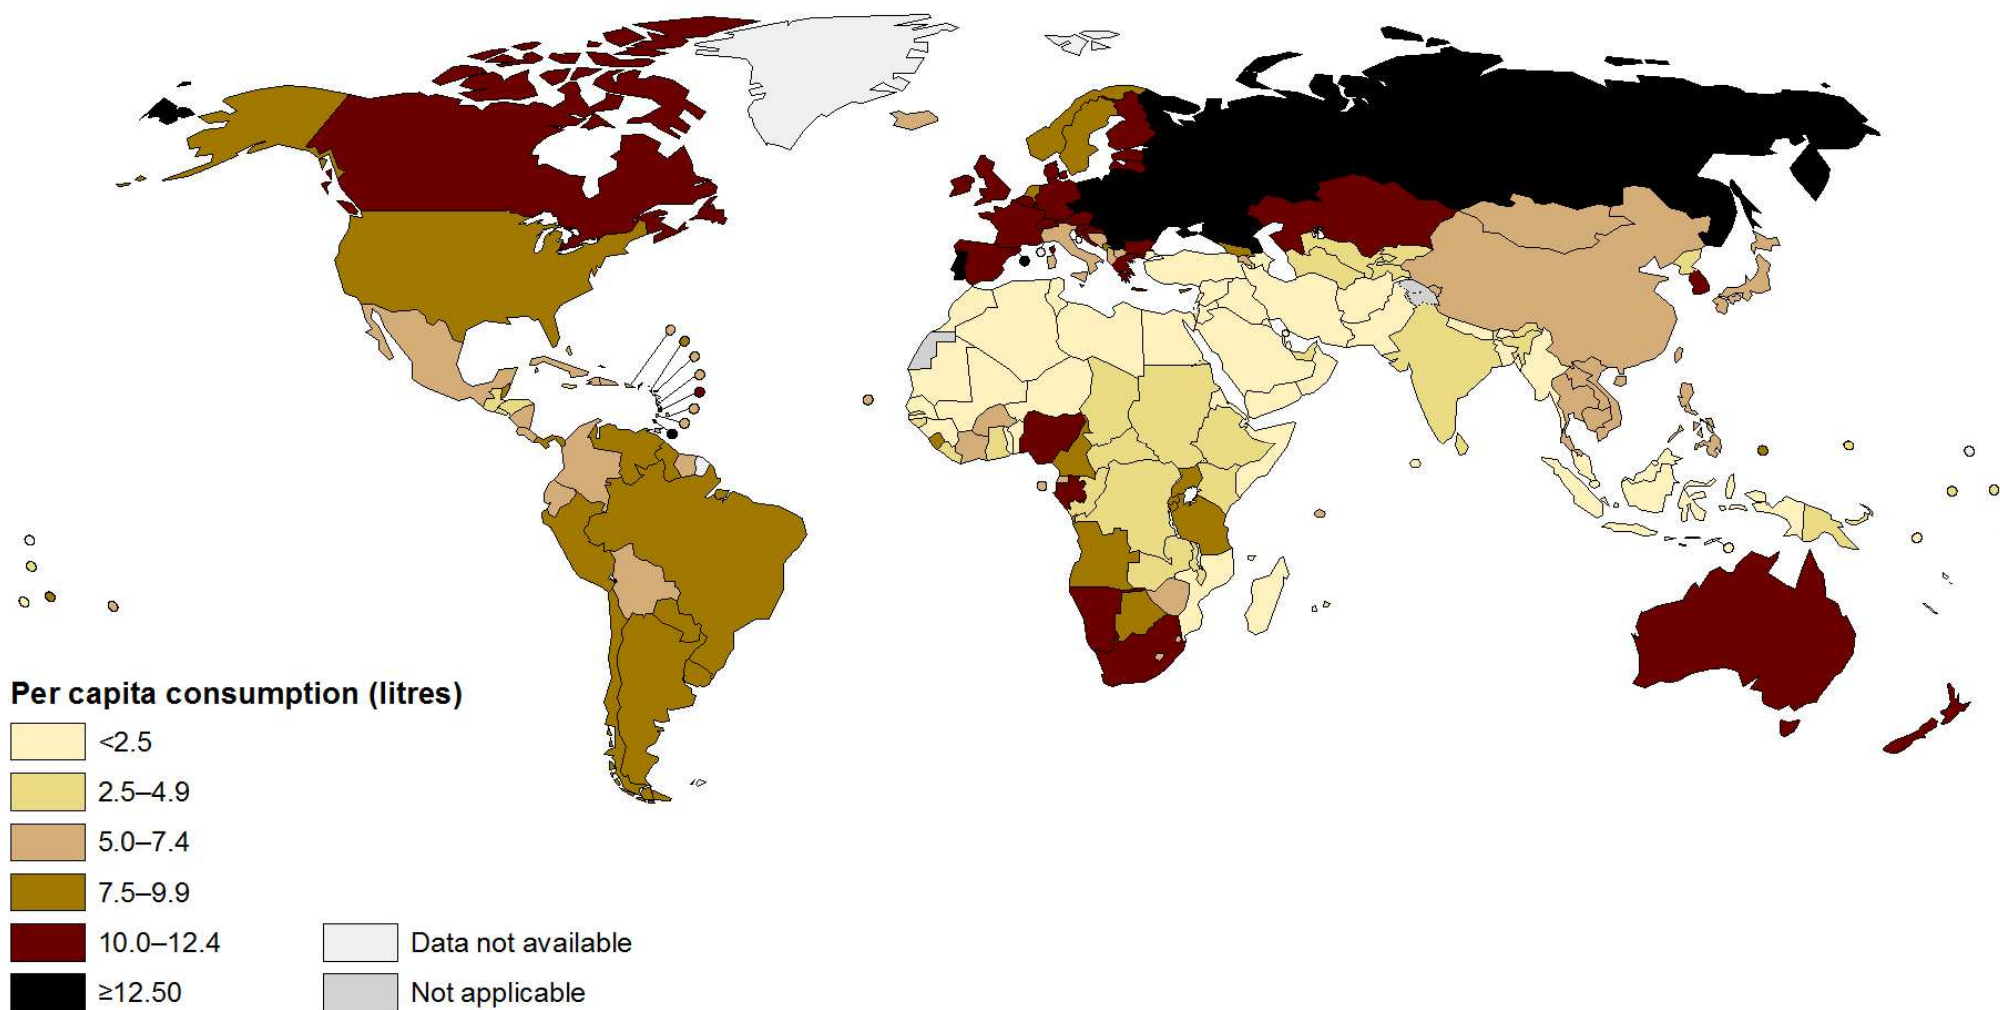 Per capita consumption (litres)
<2.5
2.5–4.9
5.0–7.4
7.5–9.9
10.0–12.4
≥12.50
Data not available
Not applicable